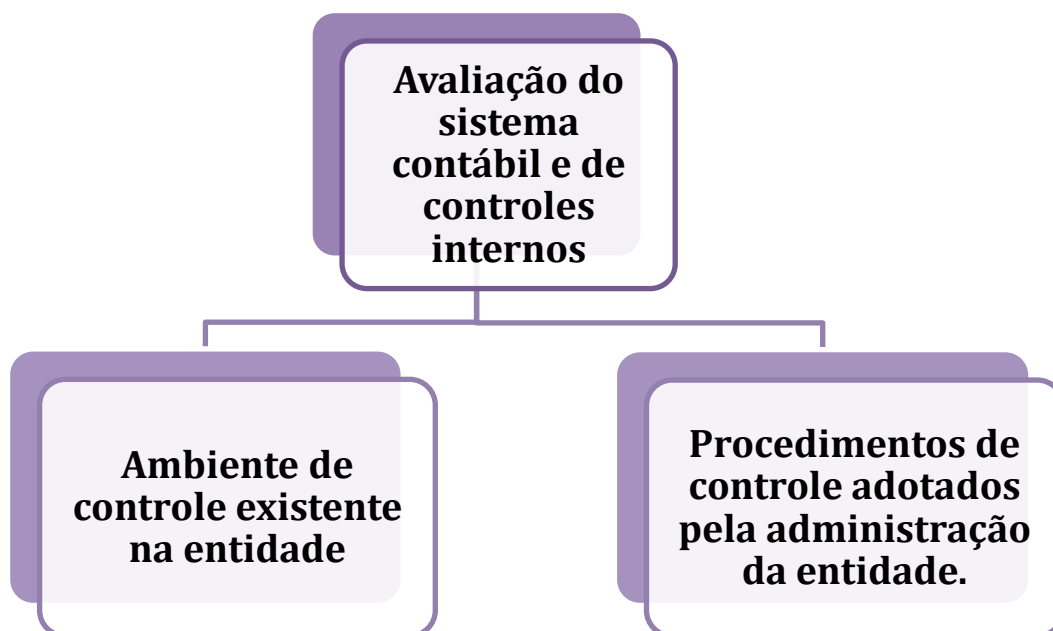 Avaliação do
sistema
contábil e de
controles
internos
Ambiente de
controle existente
na entidade
Procedimentos de
controle adotados
pela administração
da entidade.